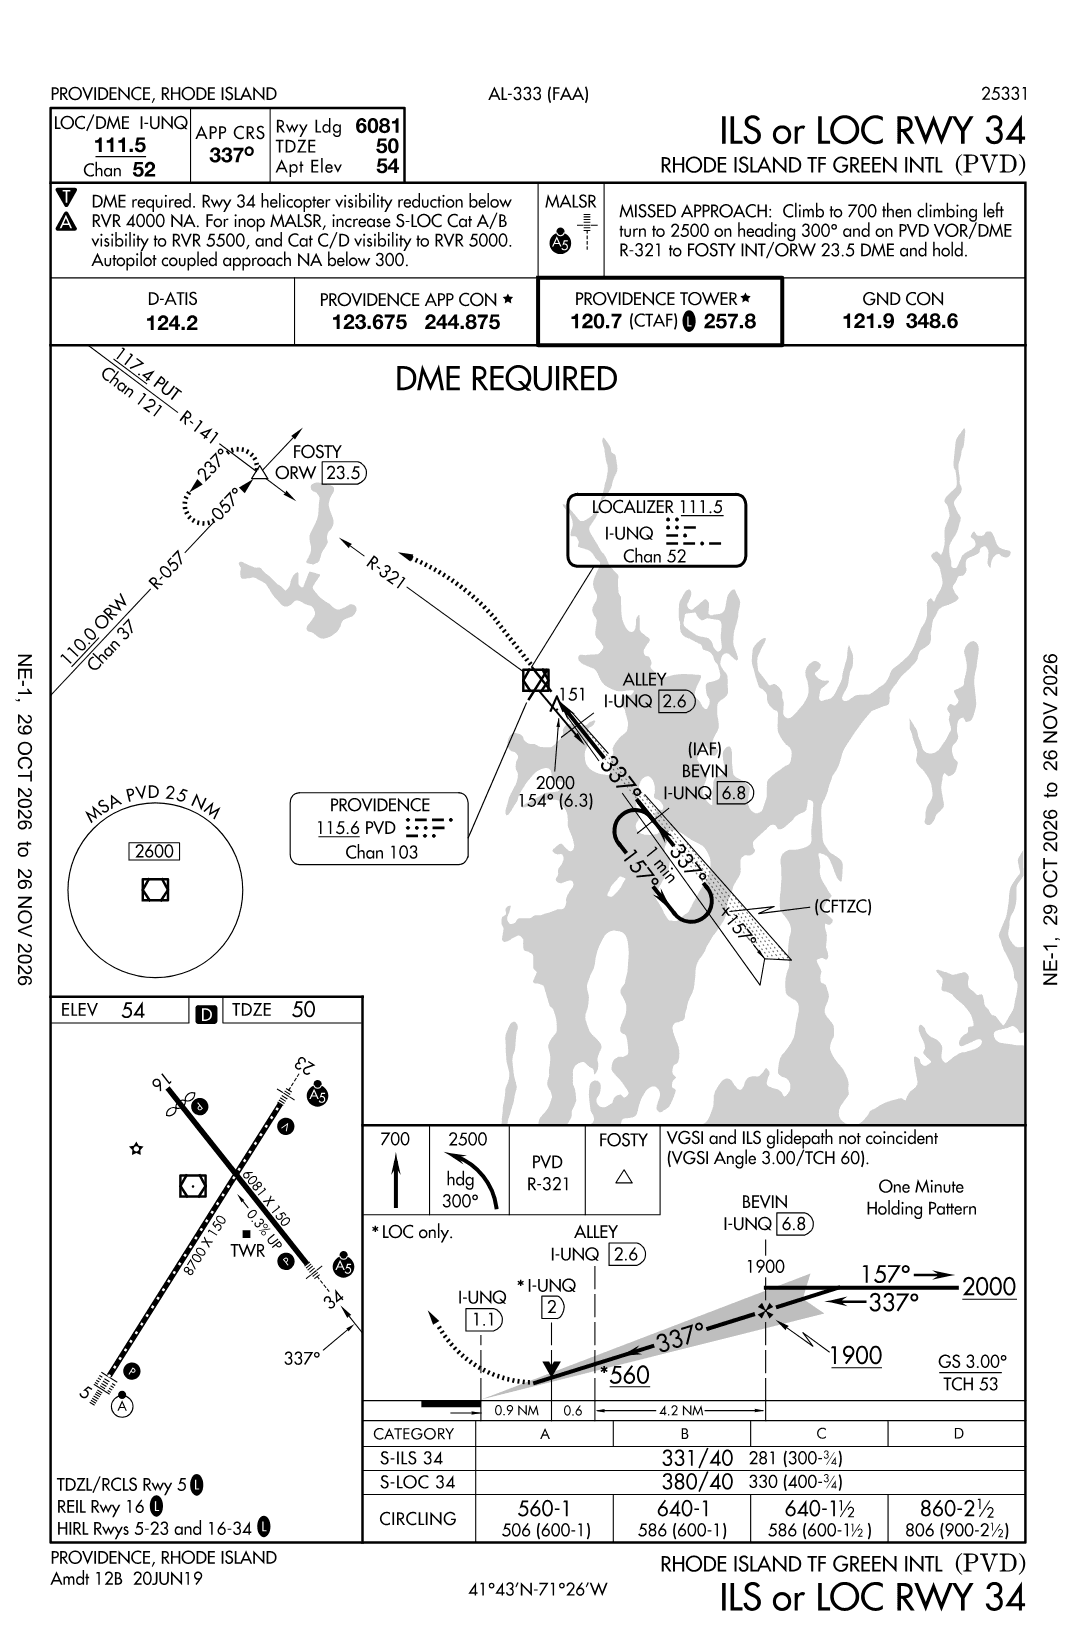 PROVIDENCE, RHODE ISLAND
AL-333 (FAA)
25331
LOC/DME I-UNQ
111.5
Chan 52
APP CRS
337°
Rwy Ldg 6081
TDZE 50
Apt Elev 54
ILS or LOC RWY 34
RHODE ISLAND TF GREEN INTL (PVD)
T
A
DME required. Rwy 34 helicopter visibility reduction below
RVR 4000 NA. For inop MALSR, increase S-LOC Cat A/B
visibility to RVR 5500, and Cat C/D visibility to RVR 5000.
Autopilot coupled approach NA below 300.
MALSR
A5
MISSED APPROACH: Climb to 700 then climbing left
turn to 2500 on heading 300° and on PVD VOR/DME
R-321 to FOSTY INT/ORW 23.5 DME and hold.
D-ATIS
124.2
PROVIDENCE APP CON ★
123.675 244.875
PROVIDENCE TOWER ★
120.7 (CTAF) L 257.8
GND CON
121.9 348.6
DME REQUIRED
117.4 PUT
Chan 121
R-141
FOSTY
ORW 23.5
237°
057°
R-057
110.0 ORW
Chan 37
R-321
LOCALIZER 111.5
I-UNQ
Chan 52
151
ALLEY
I-UNQ 2.6
337°
(IAF)
BEVIN
I-UNQ 6.8
2000
154° (6.3)
PROVIDENCE
115.6 PVD
Chan 103
1 min
157°
337°
157°
(CFTZC)
MSA PVD 25 NM
2600
NE-1, 29 OCT 2026 to 26 NOV 2026
NE-1, 29 OCT 2026 to 26 NOV 2026
ELEV 54
D
TDZE 50
16
23
A5
P
V
6081 X 150
0.3% UP
8700 X 150
TWR
P
A5
34
337°
5
P
A
TDZL/RCLS Rwy 5 L
REIL Rwy 16 L
HIRL Rwys 5-23 and 16-34 L
700
2500
hdg
300°
PVD
R-321
FOSTY
VGSI and ILS glidepath not coincident
(VGSI Angle 3.00/TCH 60).
*LOC only.
ALLEY
I-UNQ 2.6
BEVIN
I-UNQ 6.8
One Minute
Holding Pattern
I-UNQ
1.1
*I-UNQ
2
1900
157°
2000
337°
337°
1900
*560
GS 3.00°
TCH 53
0.9 NM
0.6
4.2 NM
CATEGORY A B C D
S-ILS 34 331/40 281 (300-¾)
S-LOC 34 380/40 330 (400-¾)
CIRCLING
560-1
506 (600-1)
640-1
586 (600-1)
640-1½
586 (600-1½)
860-2½
806 (900-2½)
PROVIDENCE, RHODE ISLAND
Amdt 12B 20JUN19
41°43'N-71°26'W
RHODE ISLAND TF GREEN INTL (PVD)
ILS or LOC RWY 34